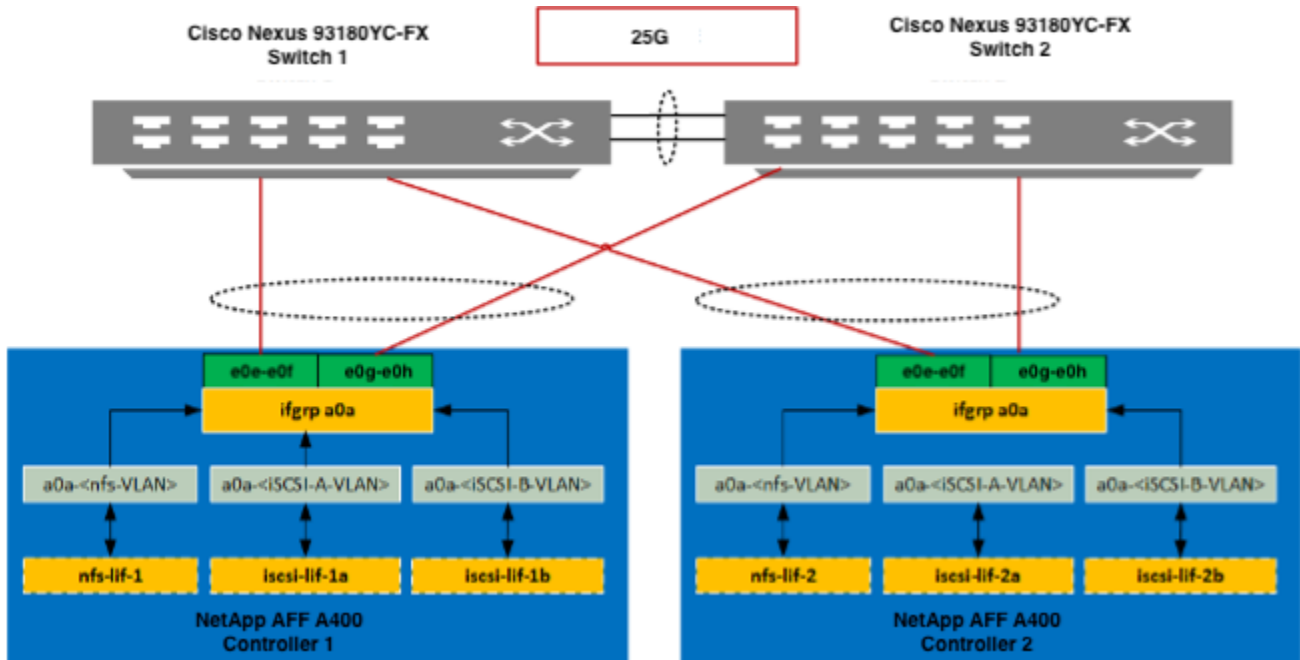 Cisco Nexus 93180YC-FX
Switch 1
25G
Cisco Nexus 93180YC-FX
Switch 2
e0e-e0f
e0g-e0h
ifgrp a0a
a0a-<nfs-VLAN>
a0a-<iSCSI-A-VLAN>
a0a-<iSCSI-B-VLAN>
nfs-lif-1
iscsi-lif-1a
iscsi-lif-1b
NetApp AFF A400
Controller 1
e0e-e0f
e0g-e0h
ifgrp a0a
a0a-<nfs-VLAN>
a0a-<iSCSI-A-VLAN>
a0a-<iSCSI-B-VLAN>
nfs-lif-2
iscsi-lif-2a
iscsi-lif-2b
NetApp AFF A400
Controller 2